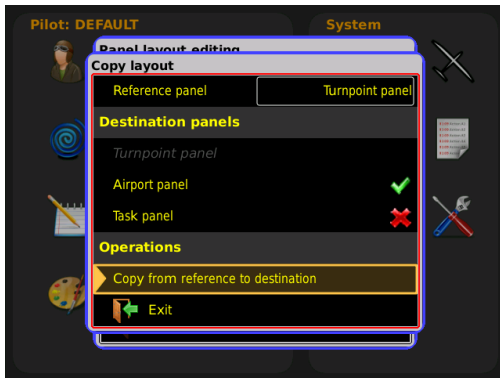 Pilot: DEFAULT
System
Panel layout editing
Copy layout
Reference panel
Turnpoint panel
Destination panels
Turnpoint panel
Airport panel
Task panel
Operations
Copy from reference to destination
Exit